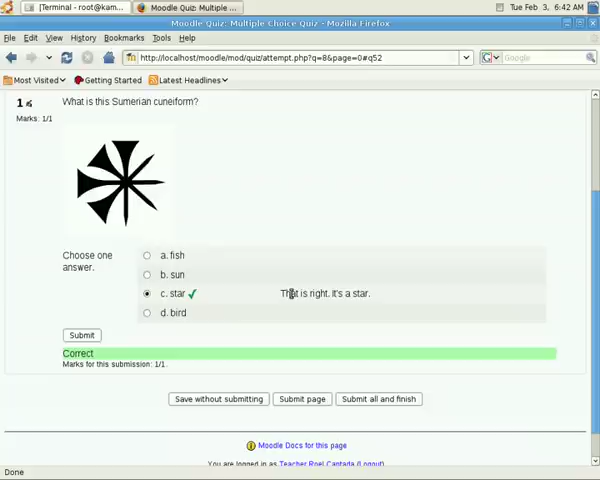 [Terminal - root@kam...
Moodle Quiz: Multiple ...
Tue Feb 3, 6:42 AM
Moodle Quiz: Multiple Choice Quiz - Mozilla Firefox
File Edit View History Bookmarks Tools Help
http://localhost/moodle/mod/quiz/attempt.php?q=8&page=0#q52
Google
Most Visited
Getting Started
Latest Headlines
1
What is this Sumerian cuneiform?
Marks: 1/1
Choose one
answer.
a. fish
b. sun
c. star
That is right. It's a star.
d. bird
Submit
Correct
Marks for this submission: 1/1.
Save without submitting
Submit page
Submit all and finish
Moodle Docs for this page
You are logged in as Teacher Roel Cantada (Logout)
Done